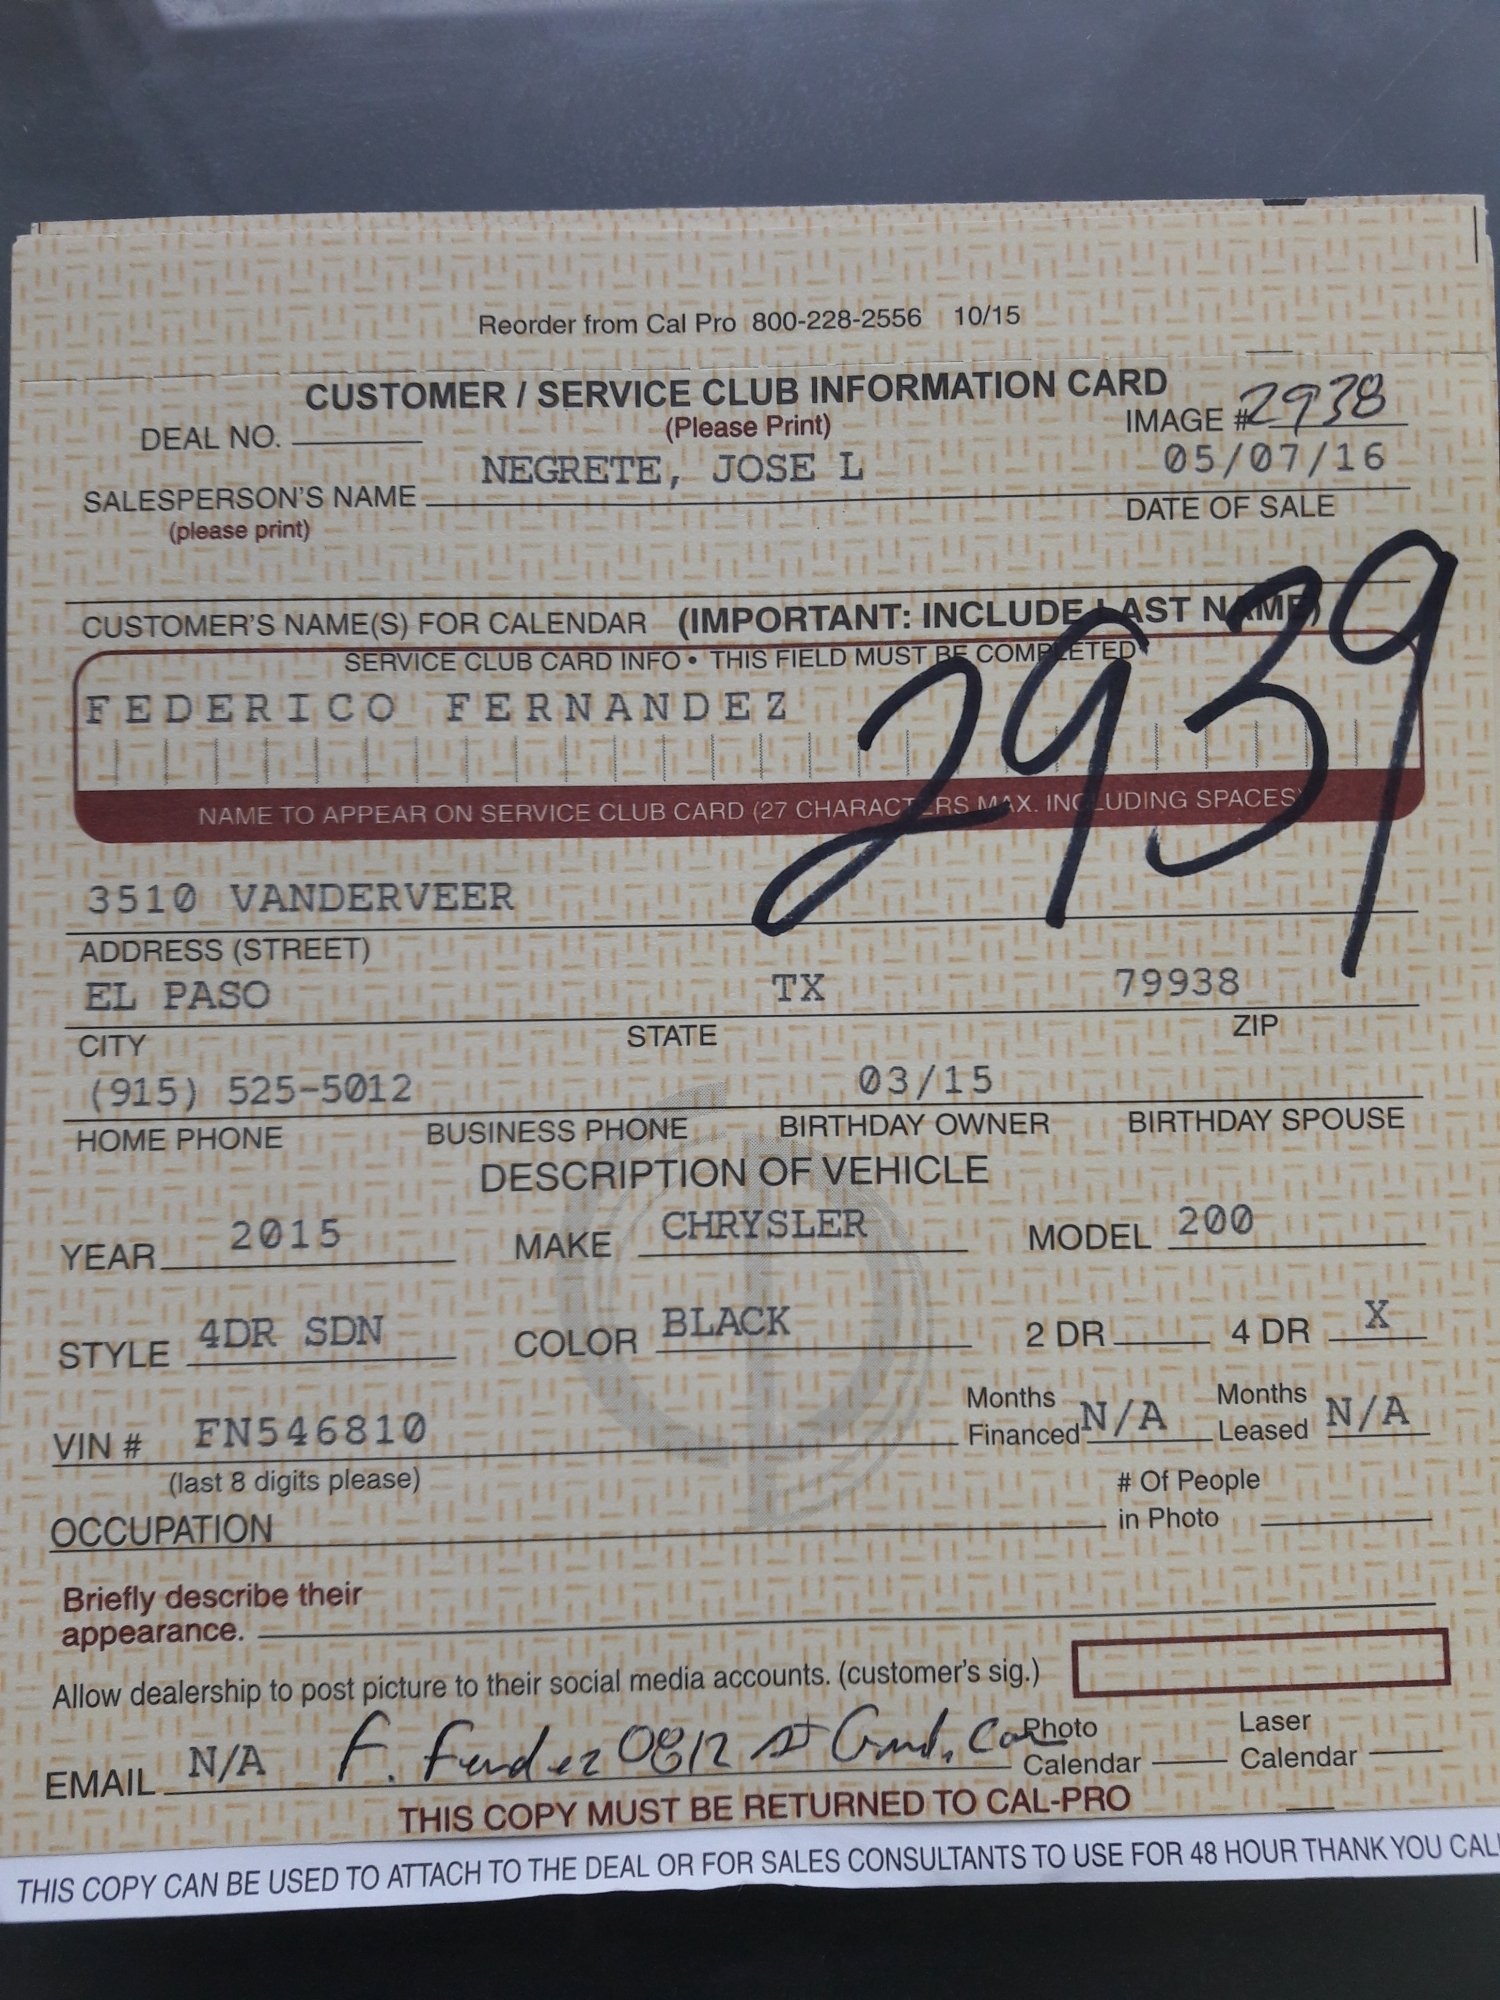 Reorder from Cal Pro 800-228-2556 10/15
CUSTOMER / SERVICE CLUB INFORMATION CARD
(Please Print)
DEAL NO.
IMAGE # 2938
NEGRETE, JOSE L
05/07/16
SALESPERSON'S NAME
(please print)
DATE OF SALE
CUSTOMER'S NAME(S) FOR CALENDAR (IMPORTANT: INCLUDE LAST NAME)
SERVICE CLUB CARD INFO • THIS FIELD MUST BE COMPLETED
2939
FEDERICO FERNANDEZ
NAME TO APPEAR ON SERVICE CLUB CARD (27 CHARACTERS MAX. INCLUDING SPACES)
3510 VANDERVEER
ADDRESS (STREET)
EL PASO TX 79938
CITY STATE ZIP
(915) 525-5012 03/15
HOME PHONE BUSINESS PHONE BIRTHDAY OWNER BIRTHDAY SPOUSE
DESCRIPTION OF VEHICLE
YEAR 2015 MAKE CHRYSLER MODEL 200
STYLE 4DR SDN COLOR BLACK 2 DR 4 DR X
VIN # FN546810 Months Financed N/A Months Leased N/A
(last 8 digits please)
OCCUPATION # Of People in Photo
Briefly describe their
appearance.
Allow dealership to post picture to their social media accounts. (customer's sig.)
EMAIL N/A F. 0812 Photo Calendar Laser Calendar
THIS COPY MUST BE RETURNED TO CAL-PRO
THIS COPY CAN BE USED TO ATTACH TO THE DEAL OR FOR SALES CONSULTANTS TO USE FOR 48 HOUR THANK YOU CAL